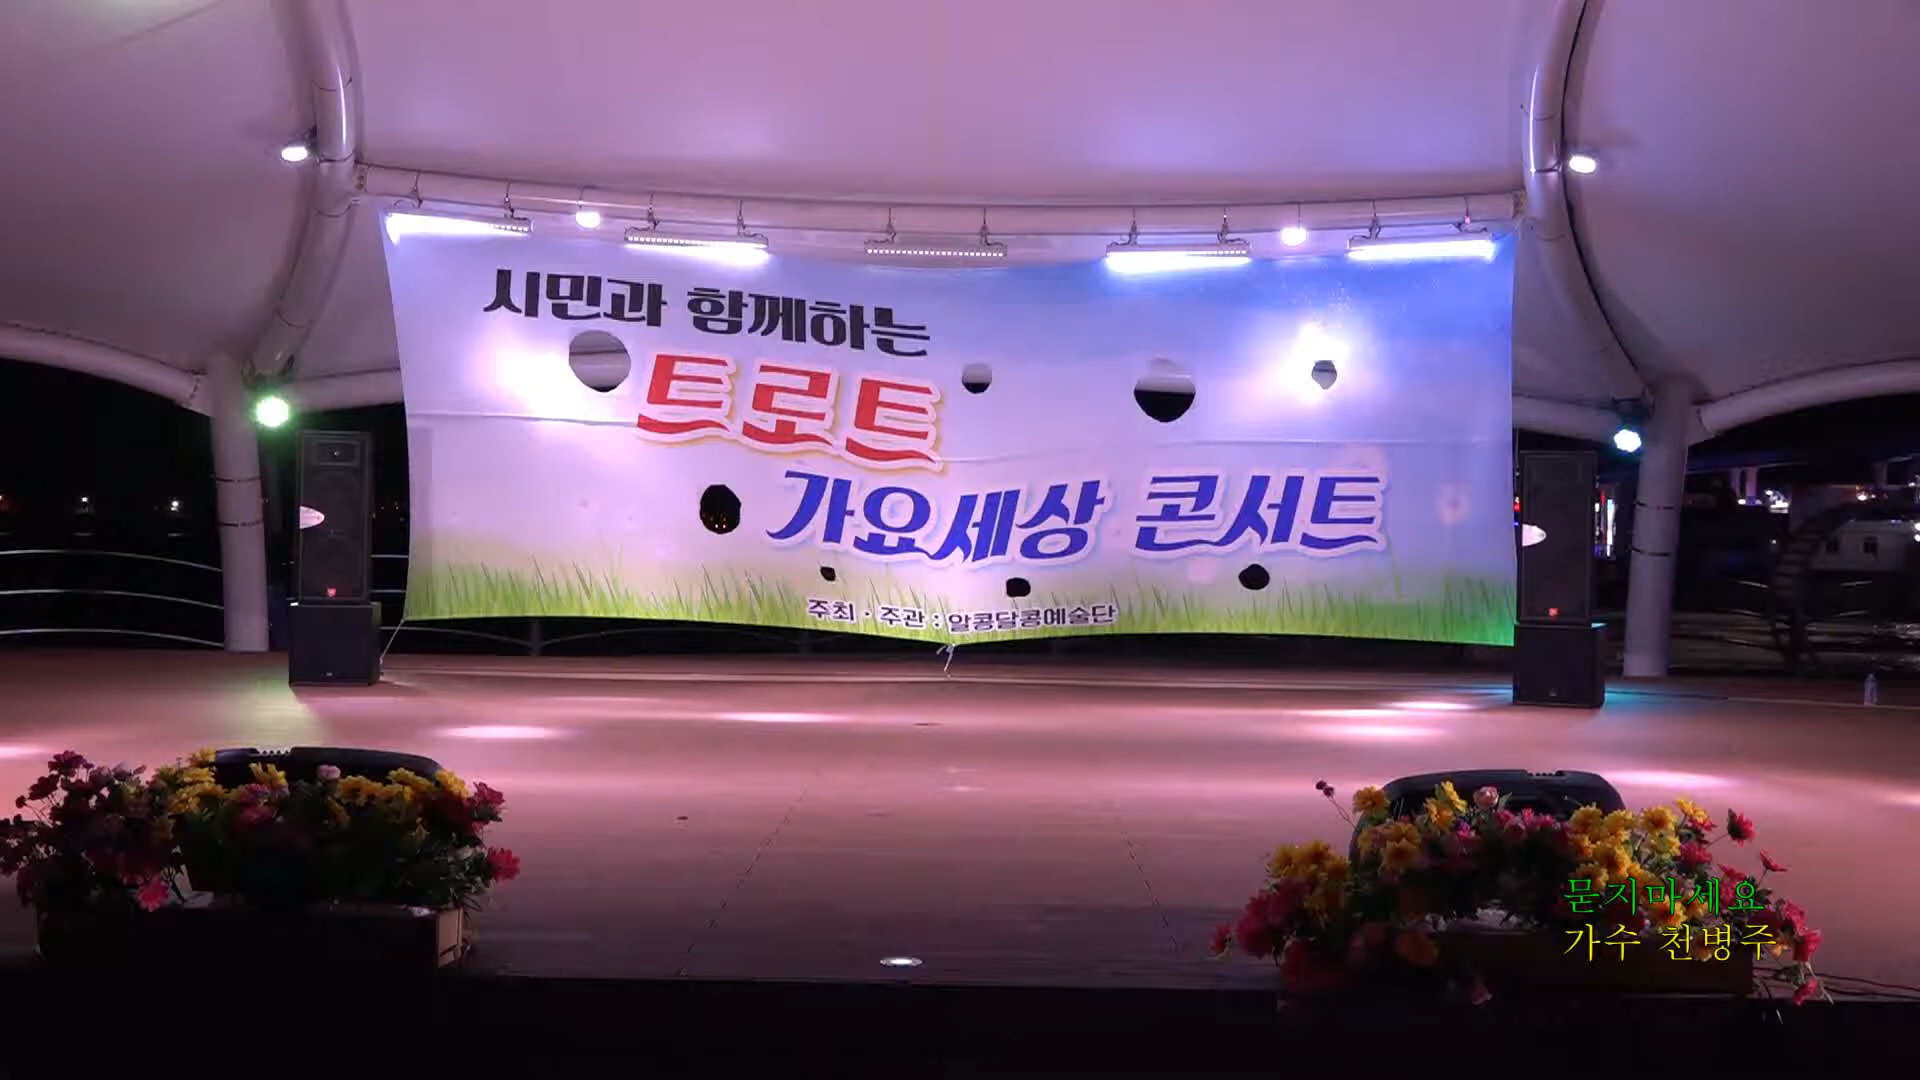 시민과 함께하는
트로트
가요세상 콘서트
주최 · 주관 : 알콩달콩예술단
묻지마세요
가수 천병주